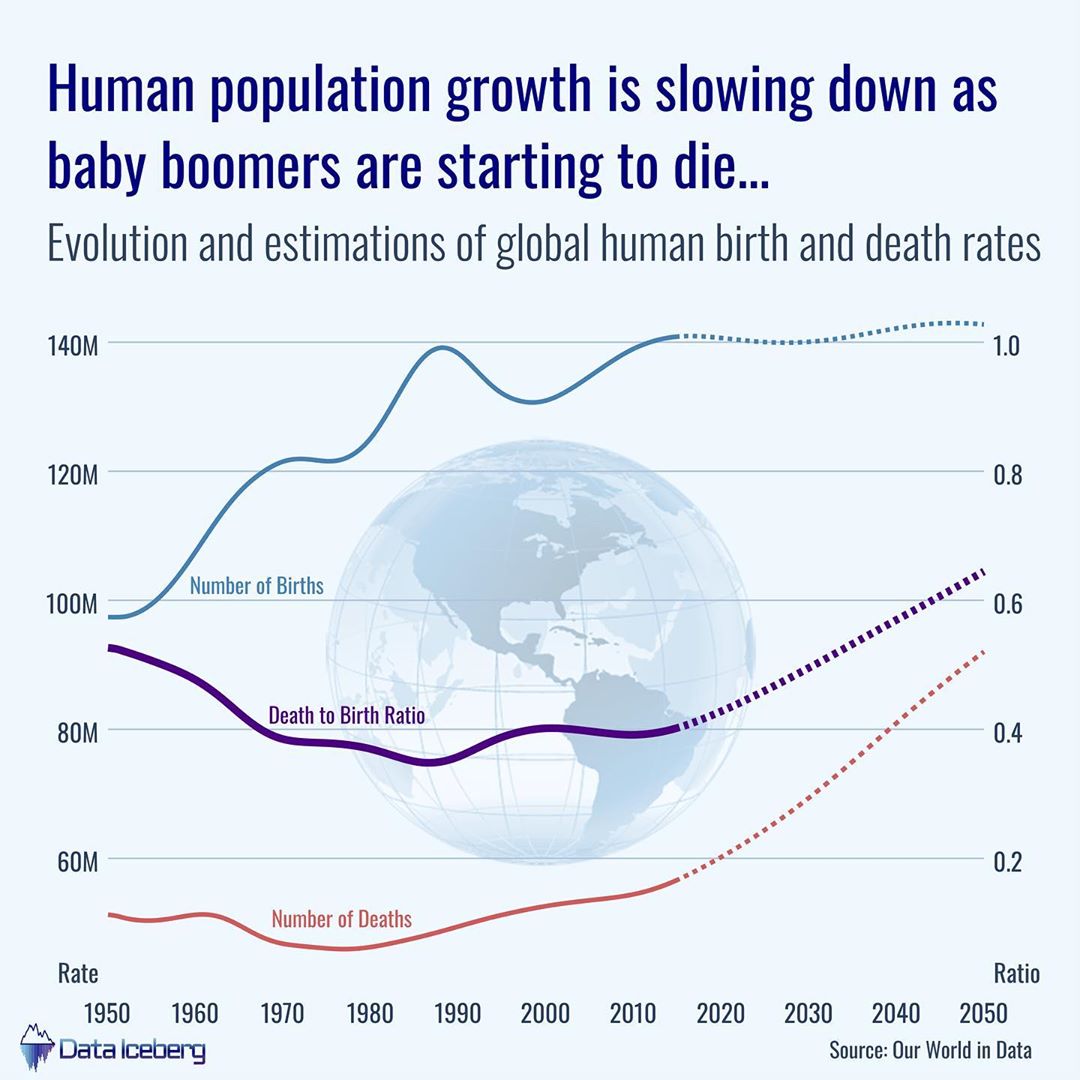 Human population growth is slowing down as
baby boomers are starting to die...
Evolution and estimations of global human birth and death rates
140M
1.0
120M
0.8
Number of Births
100M
0.6
Death to Birth Ratio
80M
0.4
60M
0.2
Number of Deaths
Rate
Ratio
1950 1960 1970 1980 1990 2000 2010 2020 2030 2040 2050
Data Iceberg
Source: Our World in Data